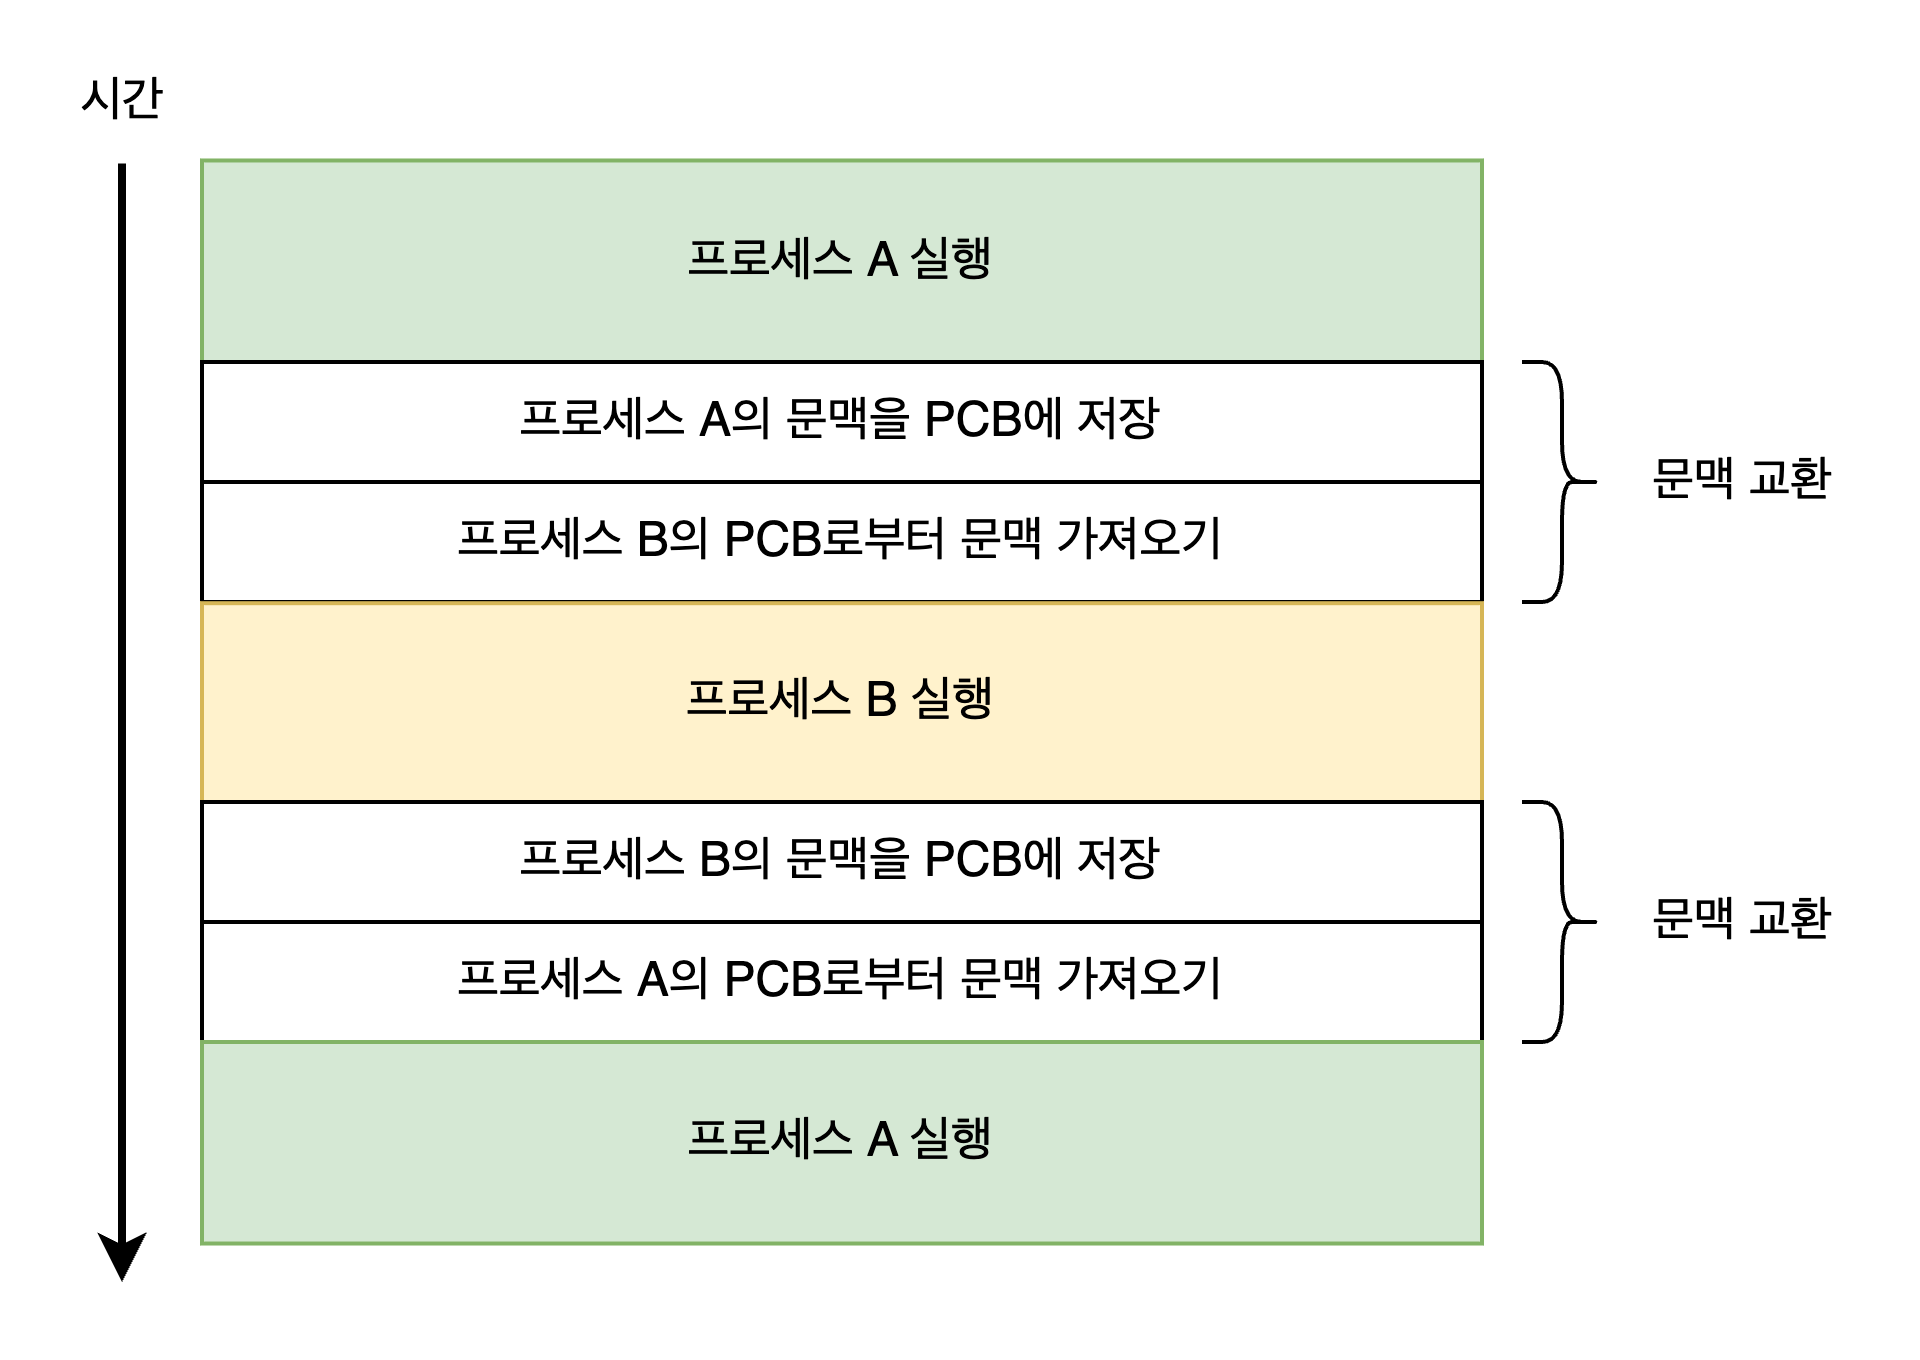 시간
프로세스 A 실행
프로세스 A의 문맥을 PCB에 저장
프로세스 B의 PCB로부터 문맥 가져오기
문맥 교환
프로세스 B 실행
프로세스 B의 문맥을 PCB에 저장
프로세스 A의 PCB로부터 문맥 가져오기
문맥 교환
프로세스 A 실행